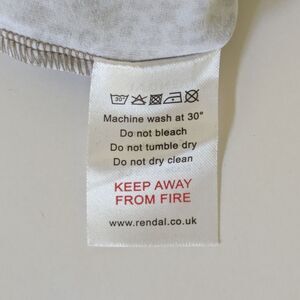 30°
Machine wash at 30°
Do not bleach
Do not tumble dry
Do not dry clean
KEEP AWAY
FROM FIRE
www.rendal.co.uk